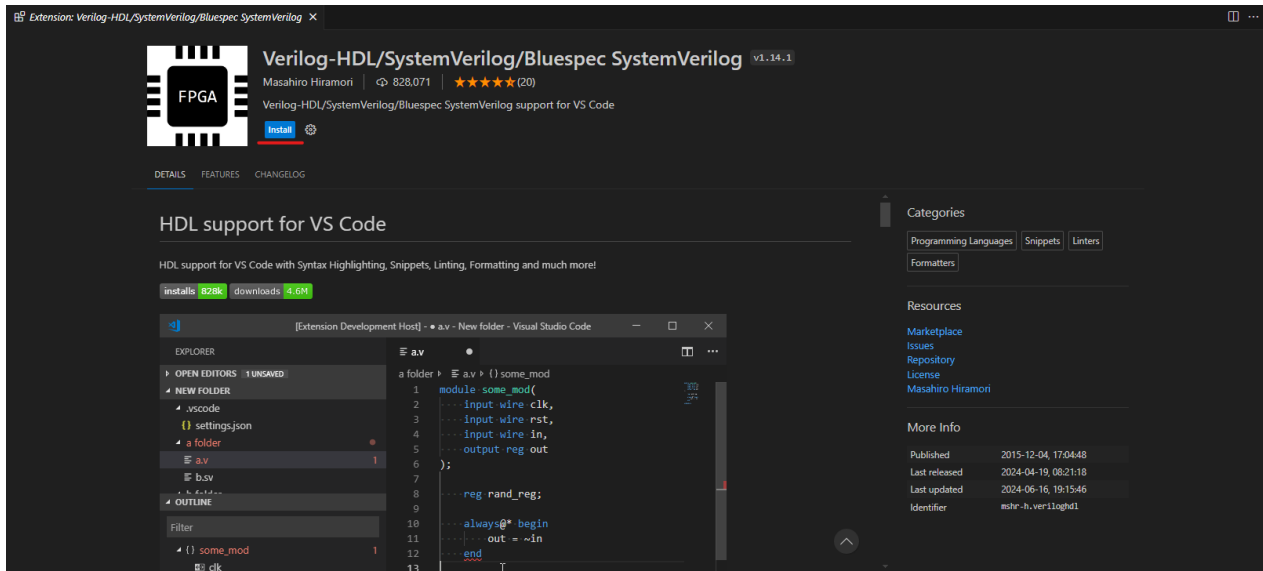 Extension: Verilog-HDL/SystemVerilog/Bluespec SystemVerilog
FPGA
Verilog-HDL/SystemVerilog/Bluespec SystemVerilog v1.14.1
Masahiro Hiramori 828,071 (20)
Verilog-HDL/SystemVerilog/Bluespec SystemVerilog support for VS Code
Install
DETAILS FEATURES CHANGELOG
HDL support for VS Code
HDL support for VS Code with Syntax Highlighting, Snippets, Linting, Formatting and much more!
installs 828k downloads 4.6M
[Extension Development Host] - ● a.v - New folder - Visual Studio Code
EXPLORER
OPEN EDITORS 1 UNSAVED
NEW FOLDER
.vscode
{} settings.json
a folder
a.v 1
b.sv
OUTLINE
Filter
{} some_mod 1
clk
a.v
a folder a.v {} some_mod
1 module some_mod(
2 input wire clk,
3 input wire rst,
4 input wire in,
5 output reg out
6 );
7
8 reg rand_reg;
9
10 always@* begin
11 out = ~in
12 end
13
Categories
Programming Languages Snippets Linters
Formatters
Resources
Marketplace
Issues
Repository
License
Masahiro Hiramori
More Info
Published 2015-12-04, 17:04:48
Last released 2024-04-19, 08:21:18
Last updated 2024-06-16, 19:15:46
Identifier mshr-h.veriloghdl